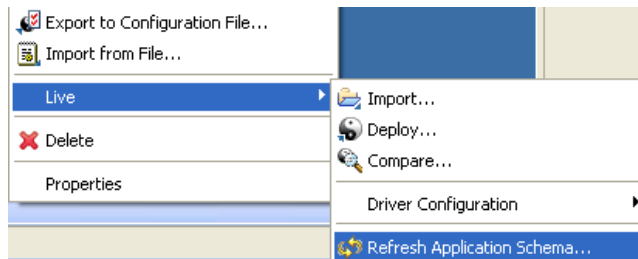 Export to Configuration File...
Import from File...
Live
Delete
Properties
Import...
Deploy...
Compare...
Driver Configuration
Refresh Application Schema...